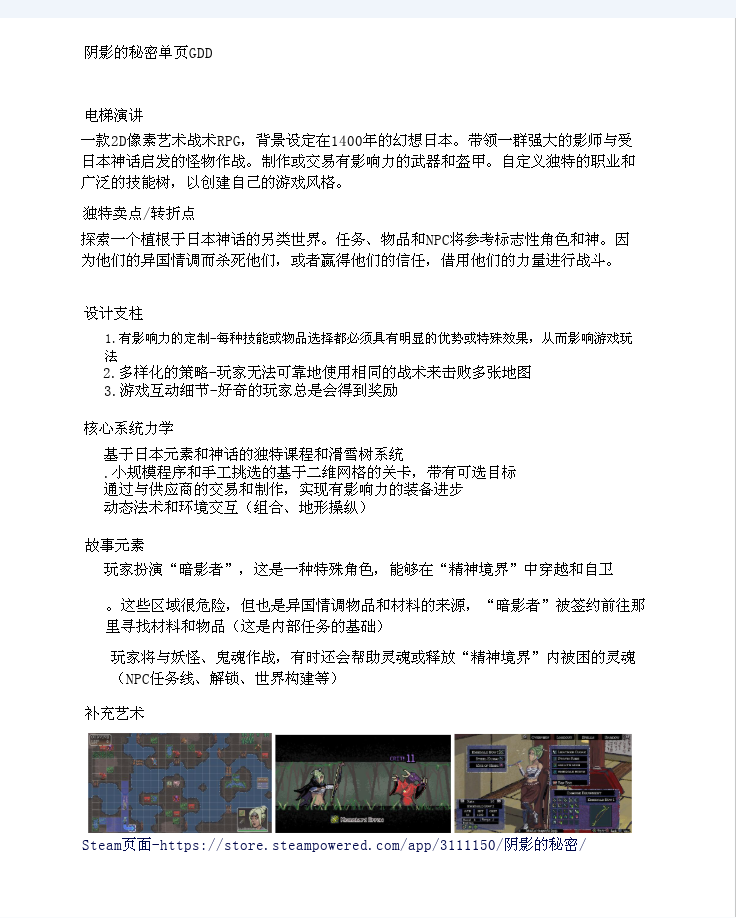 阴影的秘密单页GDD
电梯演讲
一款2D像素艺术战术RPG，背景设定在1400年的幻想日本。带领一群强大的影师与受
日本神话启发的怪物作战。制作或交易有影响力的武器和盔甲。自定义独特的职业和
广泛的技能树，以创建自己的游戏风格。
独特卖点/转折点
探索一个植根于日本神话的另类世界。任务、物品和NPC将参考标志性角色和神。因
为他们的异国情调而杀死他们，或者赢得他们的信任，借用他们的力量进行战斗。
设计支柱
1.有影响力的定制-每种技能或物品选择都必须具有明显的优势或特殊效果，从而影响游戏玩
法
2.多样化的策略-玩家无法可靠地使用相同的战术来击败多张地图
3.游戏互动细节-好奇的玩家总是会得到奖励
核心系统力学
基于日本元素和神话的独特课程和滑雪树系统
.小规模程序和手工挑选的基于二维网格的关卡，带有可选目标
通过与供应商的交易和制作，实现有影响力的装备进步
动态法术和环境交互（组合、地形操纵）
故事元素
玩家扮演“暗影者”，这是一种特殊角色，能够在“精神境界”中穿越和自卫
。这些区域很危险，但也是异国情调物品和材料的来源，“暗影者”被签约前往那
里寻找材料和物品（这是内部任务的基础）
玩家将与妖怪、鬼魂作战，有时还会帮助灵魂或释放“精神境界”内被困的灵魂
（NPC任务线、解锁、世界构建等）
补充艺术
11
Steam页面-https://store.steampowered.com/app/3111150/阴影的秘密/